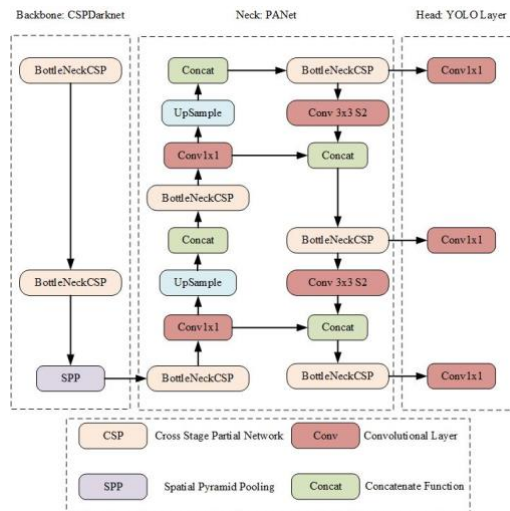 Backbone: CSPDarknet
Neck: PANet
Head: YOLO Layer
BottleNeckCSP
Concat
BottleNeckCSP
Conv1x1
UpSample
Conv 3x3 S2
Conv1x1
Concat
BottleNeckCSP
Concat
BottleNeckCSP
Conv1x1
BottleNeckCSP
UpSample
Conv 3x3 S2
Conv1x1
Concat
SPP
BottleNeckCSP
BottleNeckCSP
Conv1x1
CSP
Cross Stage Partial Network
Conv
Convolutional Layer
SPP
Spatial Pyramid Pooling
Concat
Concatenate Function